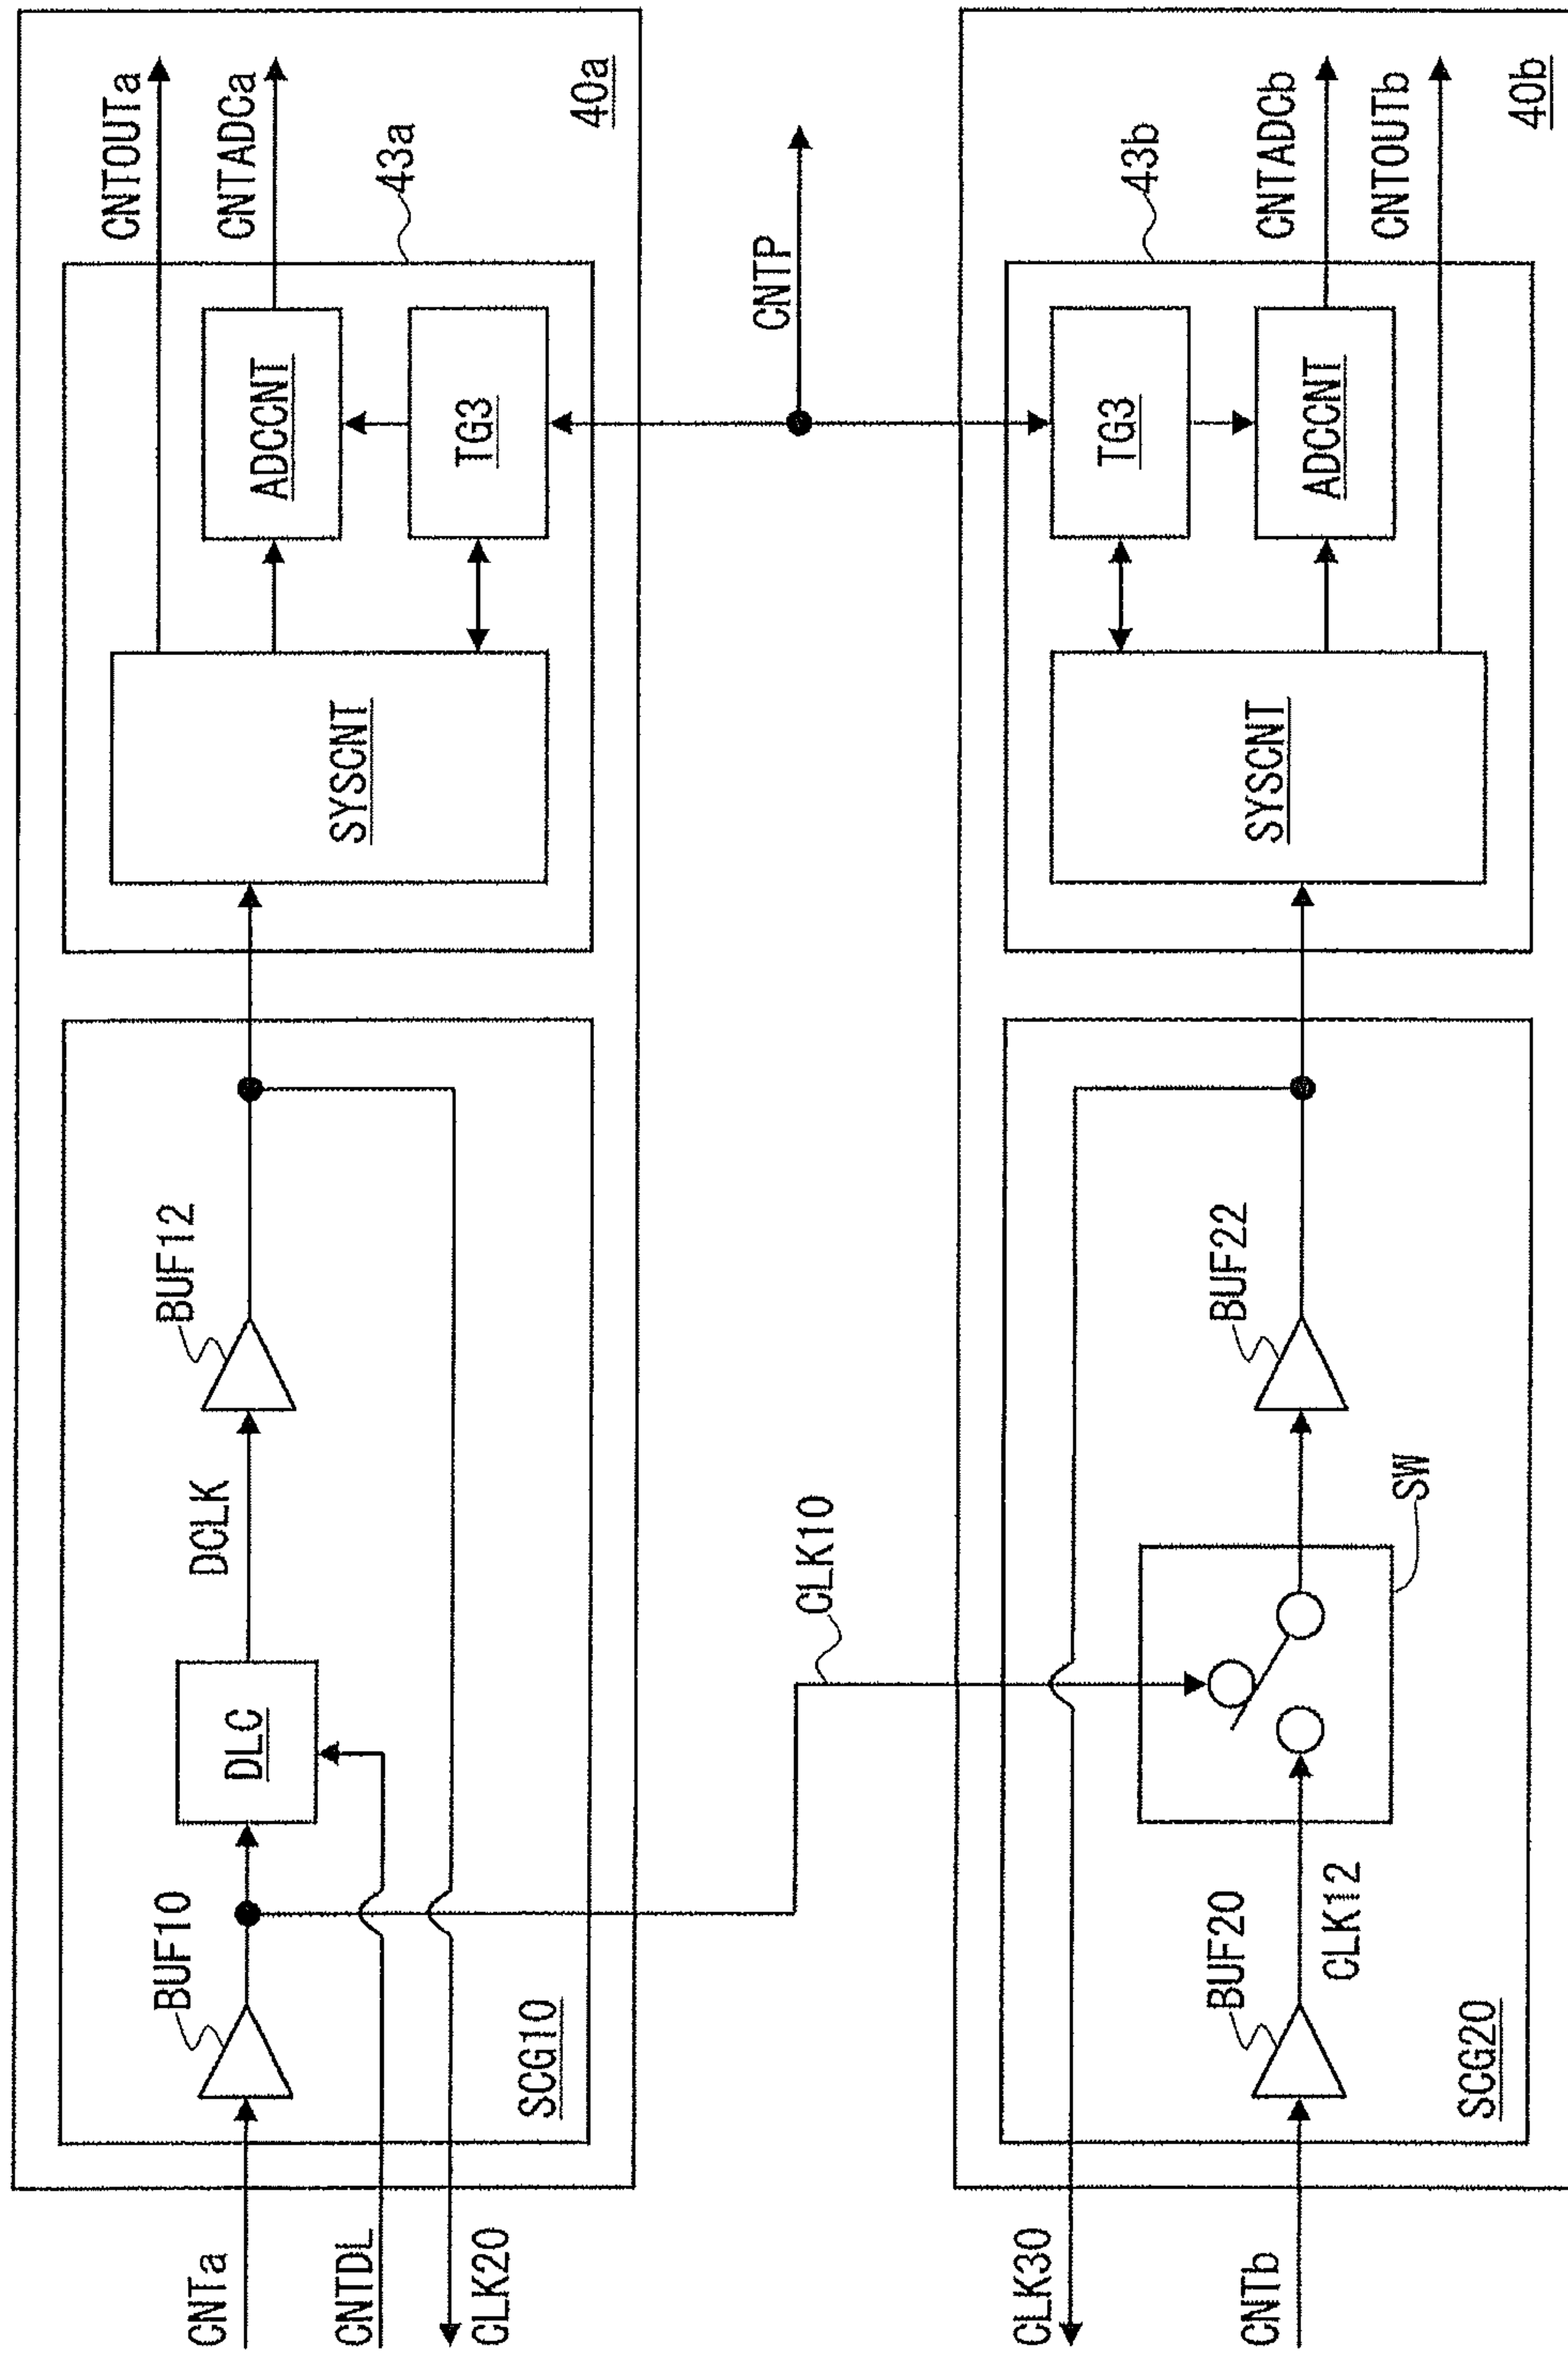 CNTa
CNTDL
CLK20
BUF10
DLC
DCLK
BUF12
SCG10
SYSCNT
ADCCNT
TG3
43a
CNTOUTa
CNTADCa
40a
CLK10
CNTP
CLK30
CNTb
BUF20
CLK12
SW
BUF22
SCG20
SYSCNT
TG3
ADCCNT
43b
CNTADCb
CNTOUTb
40b